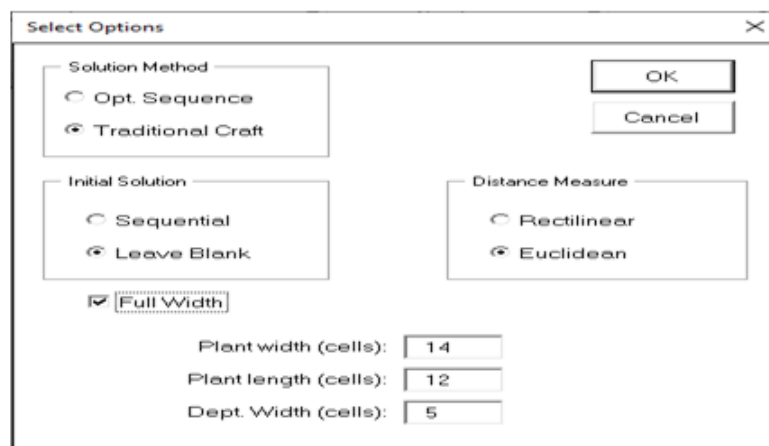 Select Options
Solution Method
Opt. Sequence
Traditional Craft
OK
Cancel
Initial Solution
Sequential
Leave Blank
Distance Measure
Rectilinear
Euclidean
Full Width
Plant width (cells): 14
Plant length (cells): 12
Dept. Width (cells): 5